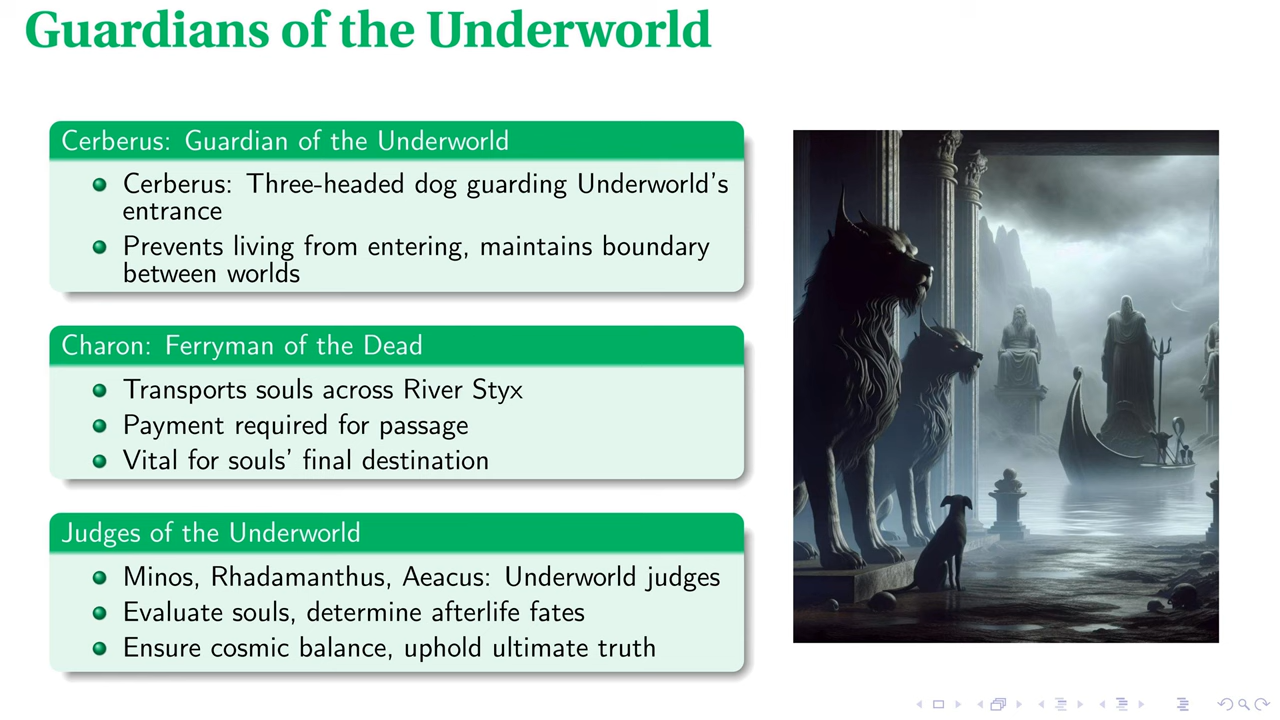 Guardians of the Underworld
Cerberus: Guardian of the Underworld
Cerberus: Three-headed dog guarding Underworld's
entrance
Prevents living from entering, maintains boundary
between worlds
Charon: Ferryman of the Dead
Transports souls across River Styx
Payment required for passage
Vital for souls' final destination
Judges of the Underworld
Minos, Rhadamanthus, Aeacus: Underworld judges
Evaluate souls, determine afterlife fates
Ensure cosmic balance, uphold ultimate truth